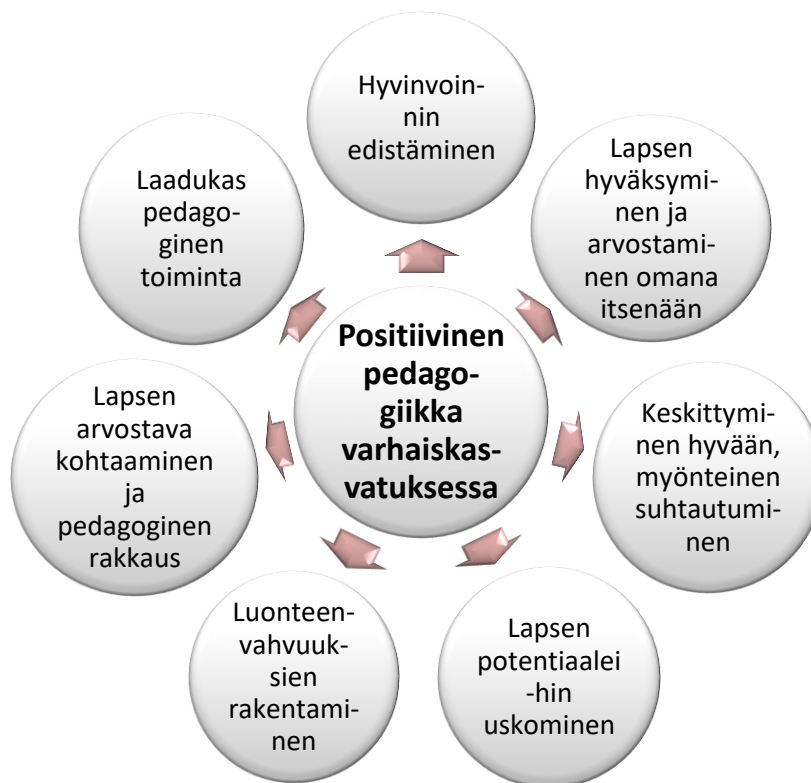 Hyvinvoin-
nin
edistäminen
Lapsen
hyväksymi-
nen ja
arvostami-
nen omana
itsenään
Keskittymi-
nen hyvään,
myönteinen
suhtautumi-
nen
Lapsen
potentiaalei
-hin
uskominen
Luonteen-
vahvuuk-
sien
rakentami-
nen
Lapsen
arvostava
kohtaaminen
ja
pedagoginen
rakkaus
Laadukas
pedago-
ginen
toiminta
Positiivinen
pedago-
giikka
varhaiskas-
vatuksessa